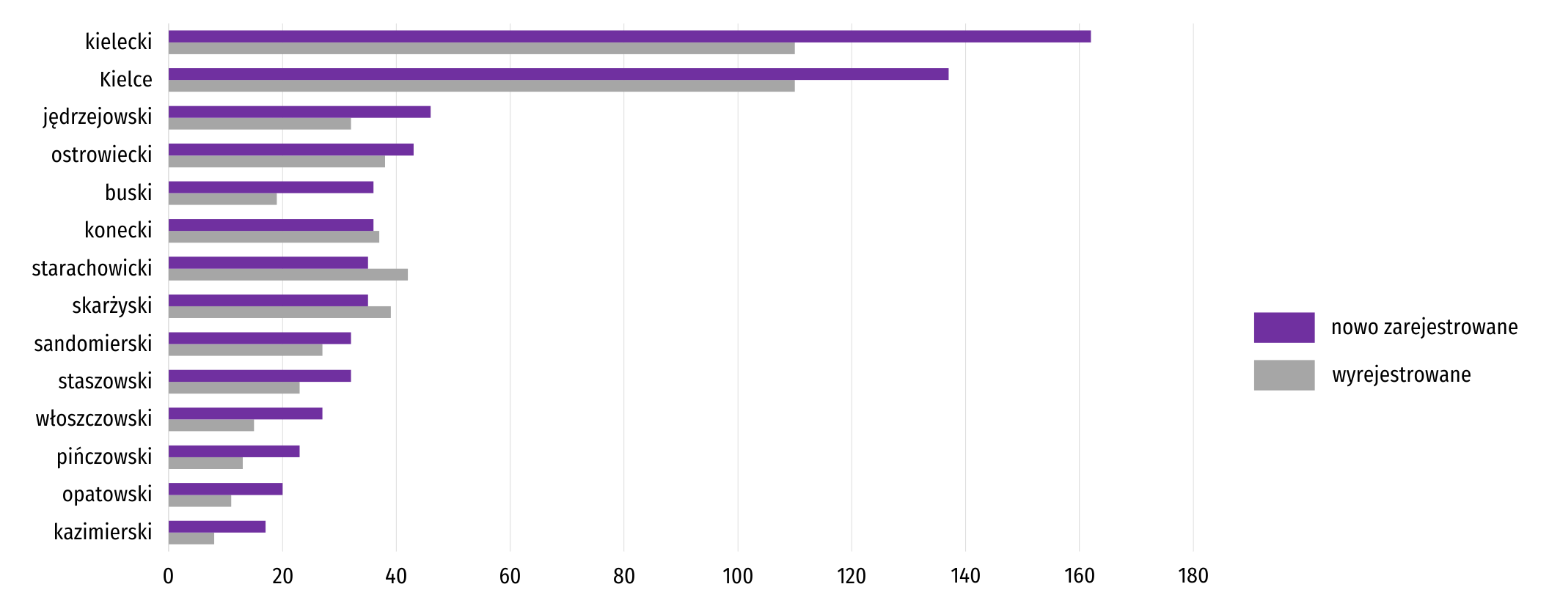 kielecki
Kielce
jędrzejowski
ostrowiecki
buski
konecki
starachowicki
skarżyski
sandomierski
staszowski
włoszczowski
pińczowski
opatowski
kazimierski
0 20 40 60 80 100 120 140 160 180
nowo zarejestrowane
wyrejestrowane